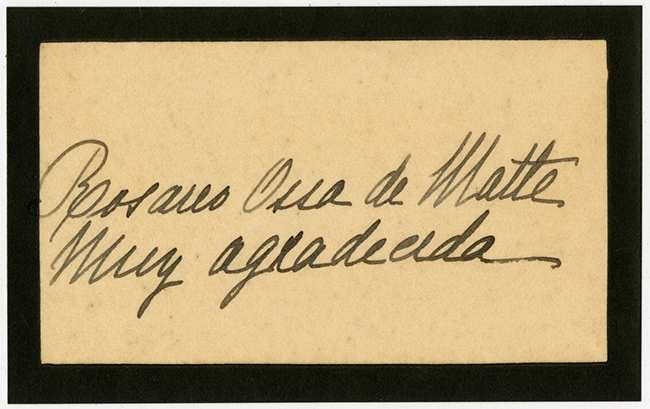 Rosario Ossa de Matte
Muy agradecida